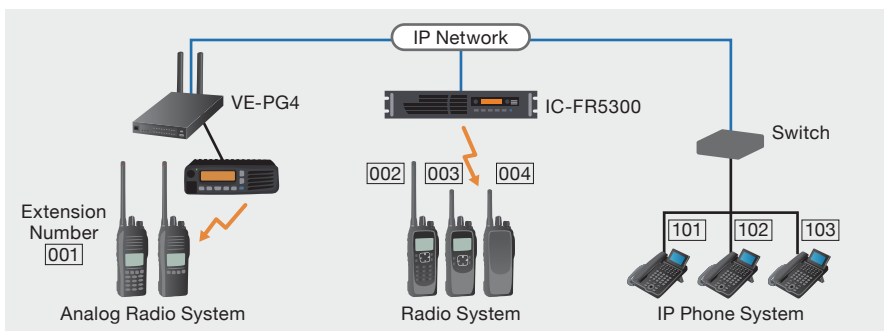 IP Network
VE-PG4
IC-FR5300
Switch
002
003
004
Extension
Number
001
101
102
103
Analog Radio System
Radio System
IP Phone System